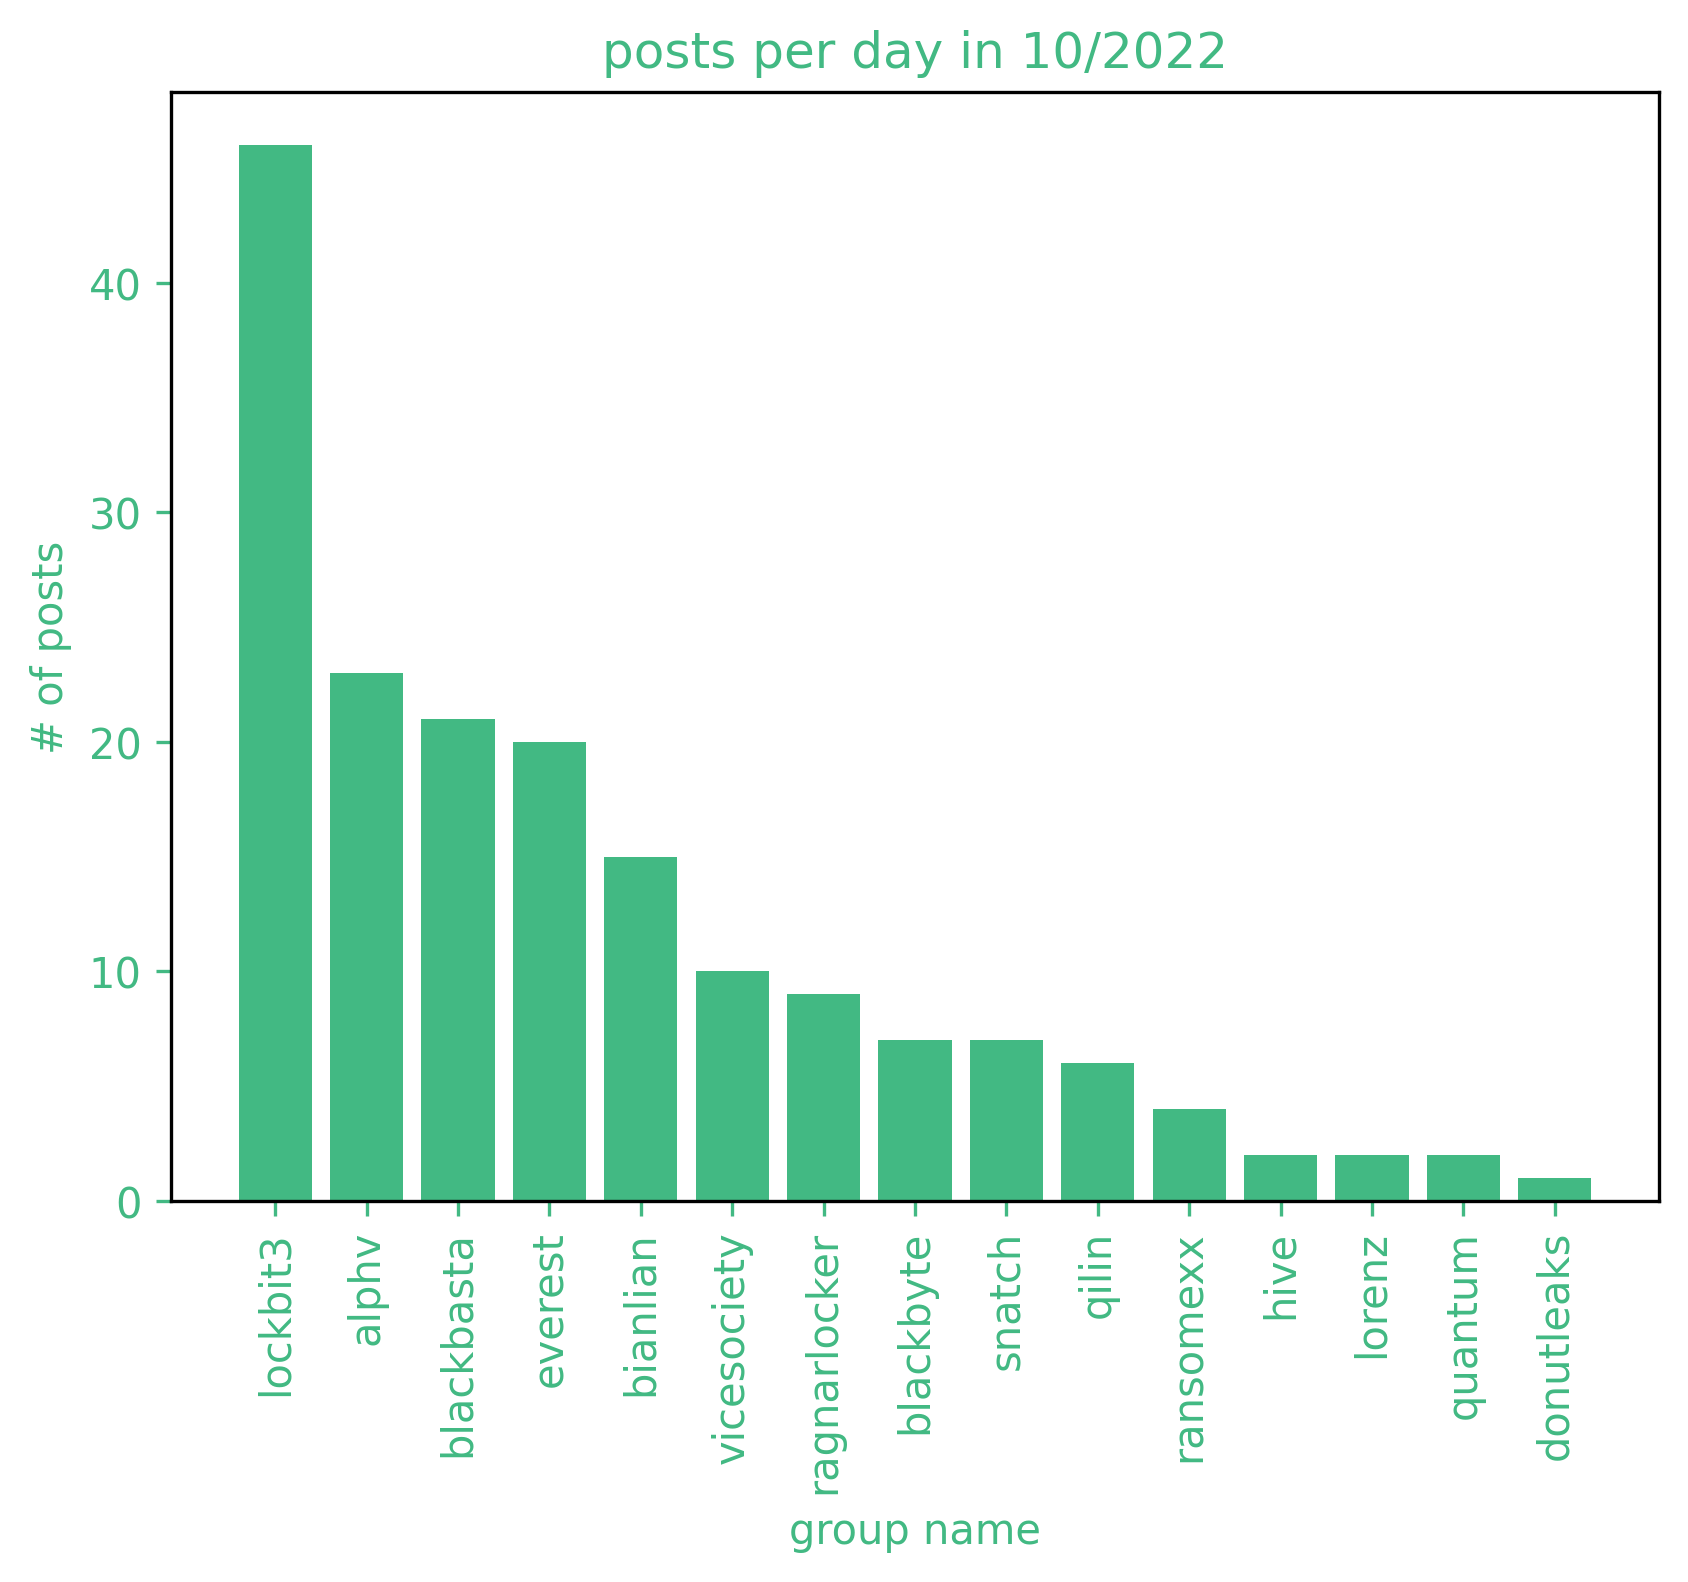 posts per day in 10/2022
# of posts
40
30
20
10
0
lockbit3
alphv
blackbasta
everest
bianlian
vicesociety
ragnarlocker
blackbyte
snatch
qilin
ransomexx
hive
lorenz
quantum
donutleaks
group name